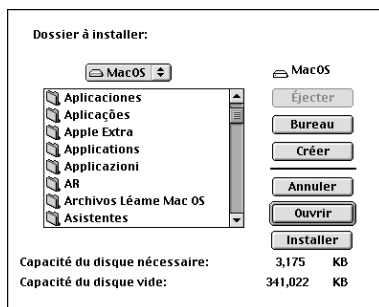 Dossier à installer:
MacOS
MacOS
Aplicaciones
Aplicações
Apple Extra
Applications
Applicazioni
AR
Archivos Léame Mac OS
Asistentes
Éjecter
Bureau
Créer
Annuler
Ouvrir
Installer
Capacité du disque nécessaire: 3,175 KB
Capacité du disque vide: 341,022 KB